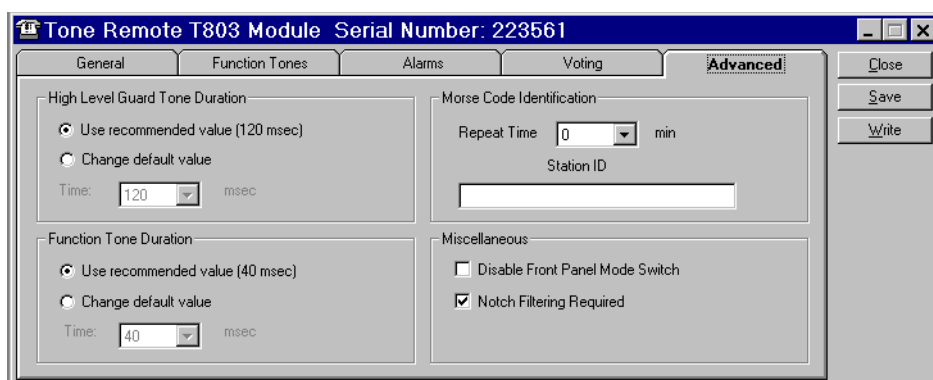 Tone Remote T803 Module Serial Number: 223561
General Function Tones Alarms Voting Advanced
Close
Save
Write
High Level Guard Tone Duration
Use recommended value (120 msec)
Change default value
Time: 120 msec
Morse Code Identification
Repeat Time 0 min
Station ID
Function Tone Duration
Use recommended value (40 msec)
Change default value
Time: 40 msec
Miscellaneous
Disable Front Panel Mode Switch
Notch Filtering Required